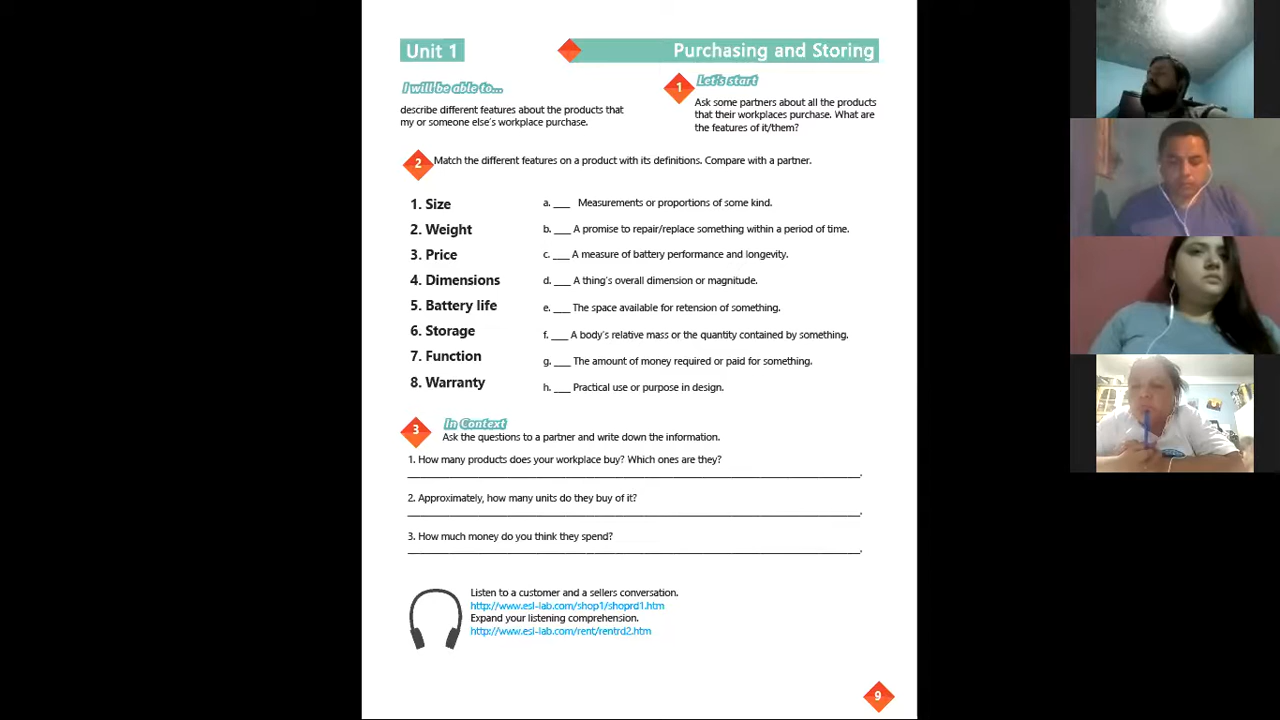 Unit 1
Purchasing and Storing
I will be able to...
describe different features about the products that
my or someone else's workplace purchase.
1
Let's start
Ask some partners about all the products
that their workplaces purchase. What are
the features of it/them?
2
Match the different features on a product with its definitions. Compare with a partner.
1. Size
2. Weight
3. Price
4. Dimensions
5. Battery life
6. Storage
7. Function
8. Warranty
a. ___ Measurements or proportions of some kind.
b. ___ A promise to repair/replace something within a period of time.
c. ___ A measure of battery performance and longevity.
d. ___ A thing's overall dimension or magnitude.
e. ___ The space available for retention of something.
f. ___ A body's relative mass or the quantity contained by something.
g. ___ The amount of money required or paid for something.
h. ___ Practical use or purpose in design.
3
In Context
Ask the questions to a partner and write down the information.
1. How many products does your workplace buy? Which ones are they?
2. Approximately, how many units do they buy of it?
3. How much money do you think they spend?
Listen to a customer and a sellers conversation.
http://www.esl-lab.com/shop1/shoprd1.htm
Expand your listening comprehension.
http://www.esl-lab.com/rent/rentrd2.htm
9